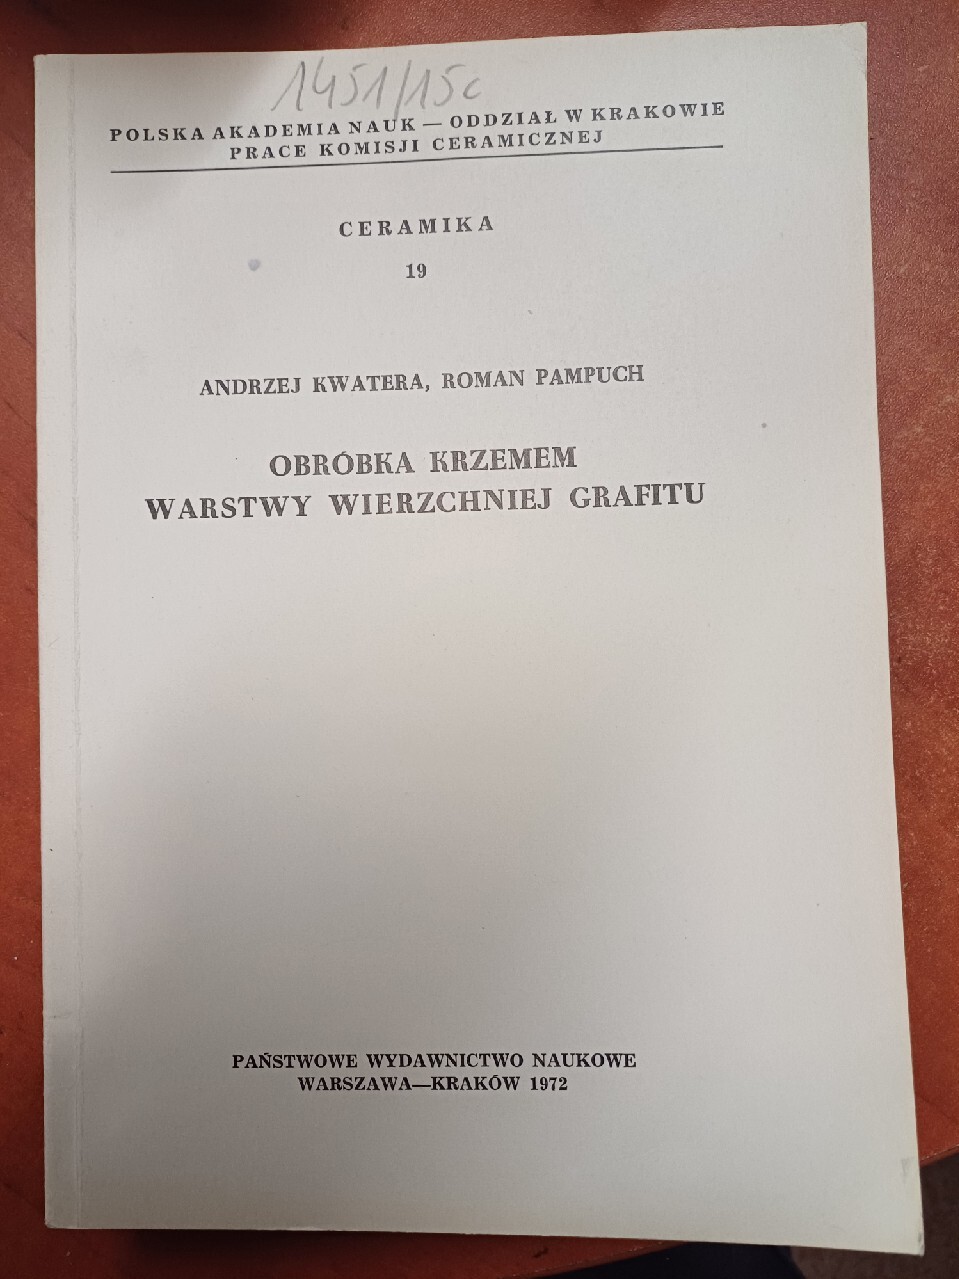 1451/15c
POLSKA AKADEMIA NAUK — ODDZIAŁ W KRAKOWIE
PRACE KOMISJI CERAMICZNEJ
CERAMIKA
19
ANDRZEJ KWATERA, ROMAN PAMPUCH
OBRÓBKA KRZEMEM
WARSTWY WIERZCHNIEJ GRAFITU
PAŃSTWOWE WYDAWNICTWO NAUKOWE
WARSZAWA—KRAKÓW 1972